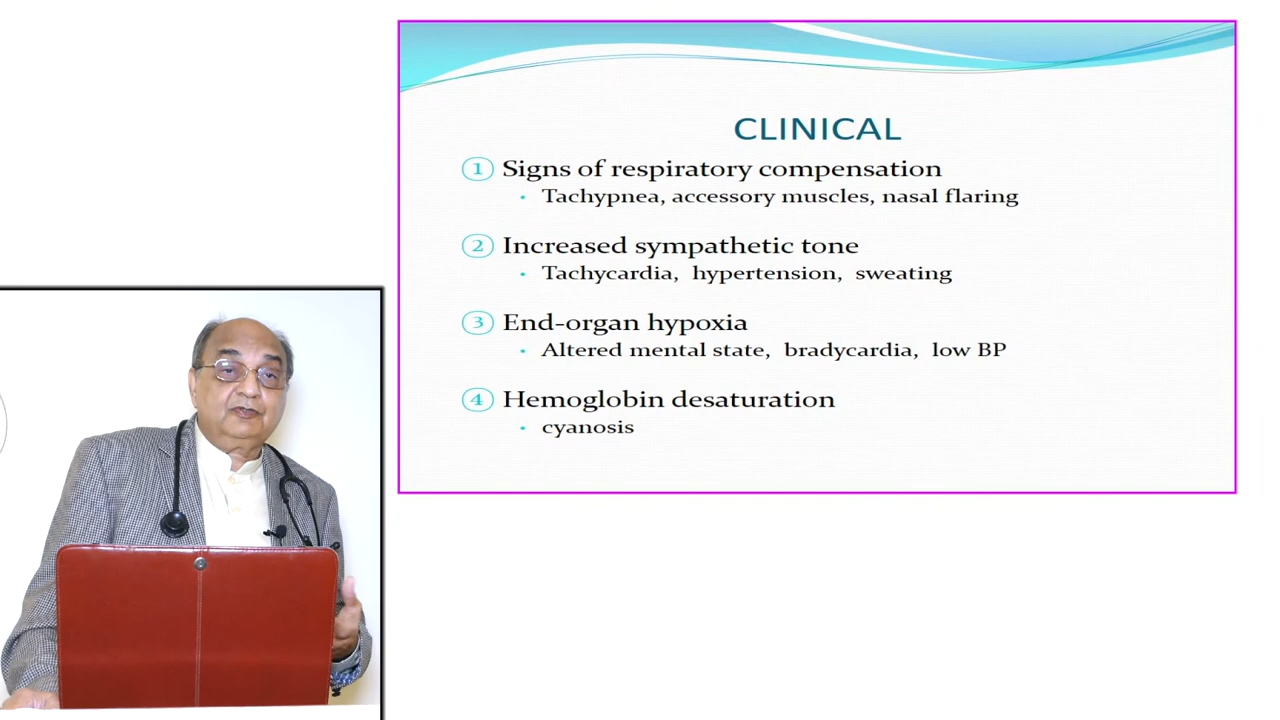 CLINICAL
① Signs of respiratory compensation
• Tachypnea, accessory muscles, nasal flaring
② Increased sympathetic tone
• Tachycardia, hypertension, sweating
③ End-organ hypoxia
• Altered mental state, bradycardia, low BP
④ Hemoglobin desaturation
• cyanosis